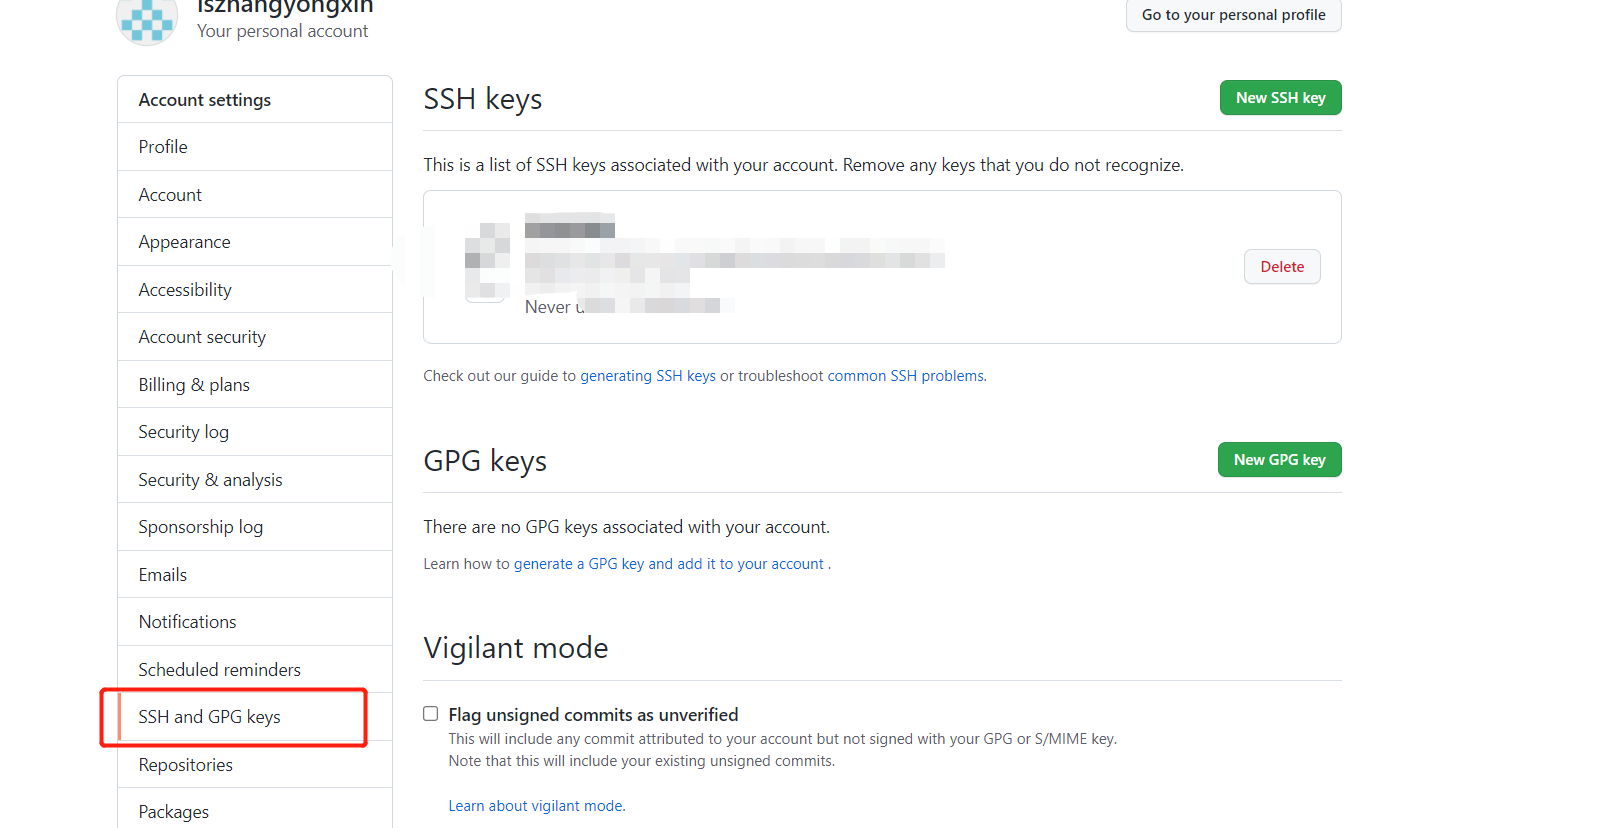 Your personal account
Go to your personal profile
Account settings
Profile
Account
Appearance
Accessibility
Account security
Billing & plans
Security log
Security & analysis
Sponsorship log
Emails
Notifications
Scheduled reminders
SSH and GPG keys
Repositories
Packages
SSH keys
New SSH key
This is a list of SSH keys associated with your account. Remove any keys that you do not recognize.
Never
Delete
Check out our guide to generating SSH keys or troubleshoot common SSH problems.
GPG keys
New GPG key
There are no GPG keys associated with your account.
Learn how to generate a GPG key and add it to your account .
Vigilant mode
Flag unsigned commits as unverified
This will include any commit attributed to your account but not signed with your GPG or S/MIME key.
Note that this will include your existing unsigned commits.
Learn about vigilant mode.